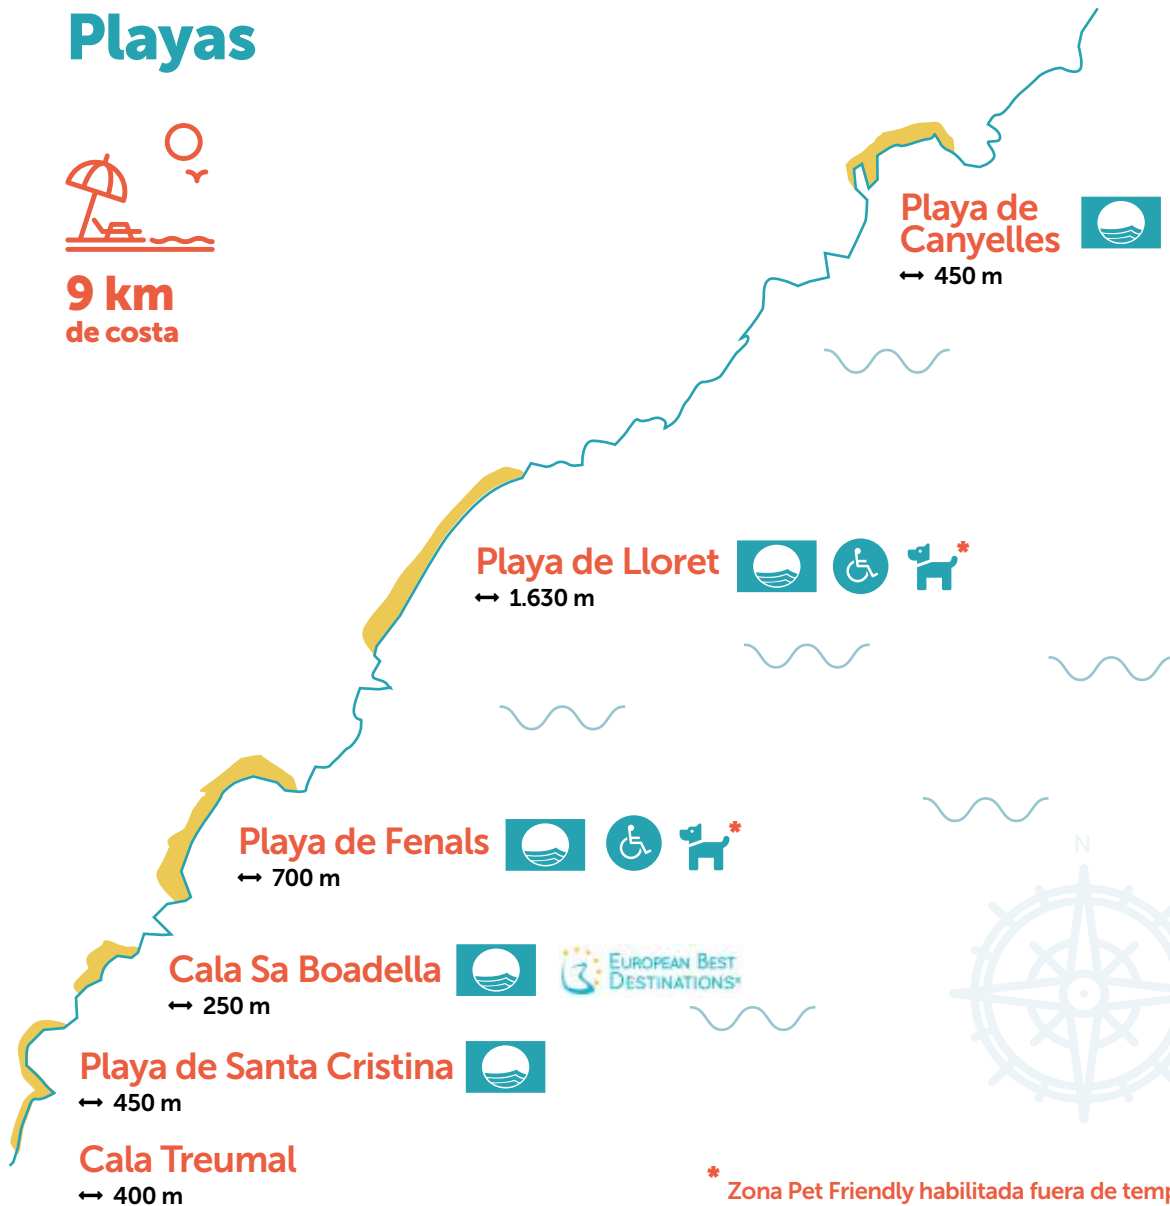 Playas
9 km
de costa
Playa de
Canyelles
450 m
Playa de Lloret
*
1.630 m
Playa de Fenals
*
700 m
Cala Sa Boadella
EUROPEAN BEST
DESTINATIONS®
250 m
N
Playa de Santa Cristina
450 m
Cala Treumal
400 m
* Zona Pet Friendly habilitada fuera de temp